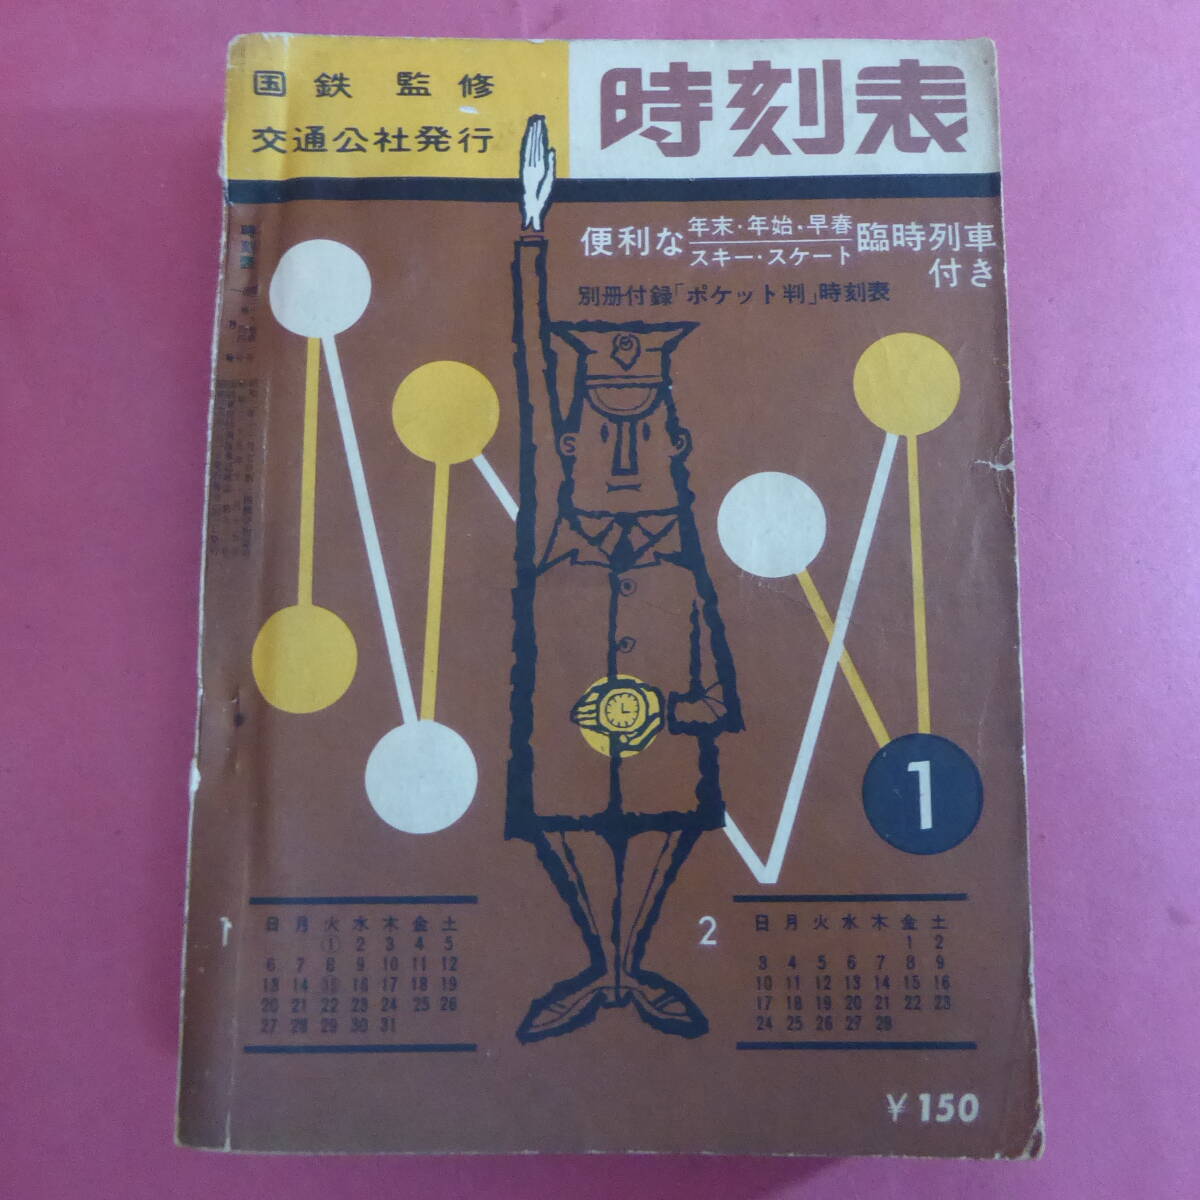 国鉄 監修
交通公社発行
時刻表
便利な 年末・年始・早春 臨時列車
スキー・スケート 付き
別冊付録「ポケット判」時刻表
時刻表
1
1
日 月 火 水 木 金 土
1 2 3 4 5
6 7 8 9 10 11 12
13 14 15 16 17 18 19
20 21 22 23 24 25 26
27 28 29 30 31
2
日 月 火 水 木 金 土
1 2
3 4 5 6 7 8 9
10 11 12 13 14 15 16
17 18 19 20 21 22 23
24 25 26 27 28
¥150